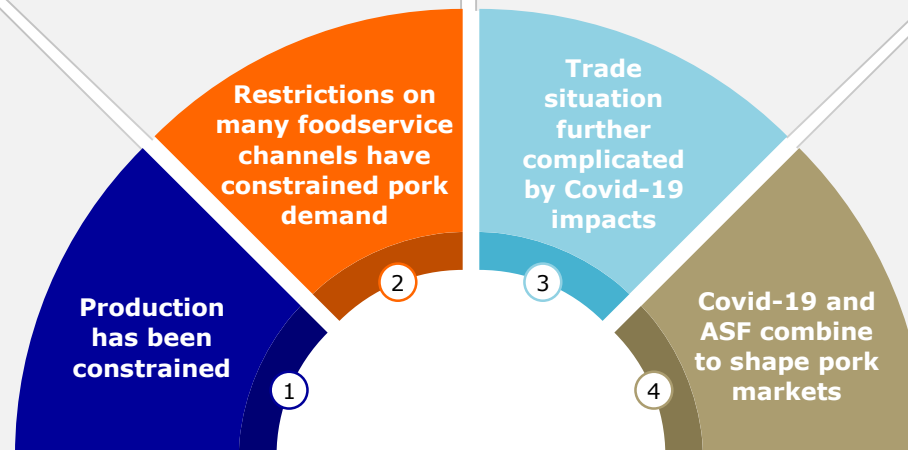 Production
has been
constrained
1
Restrictions on
many foodservice
channels have
constrained pork
demand
2
Trade
situation
further
complicated
by Covid-19
impacts
3
Covid-19 and
ASF combine
to shape pork
markets
4